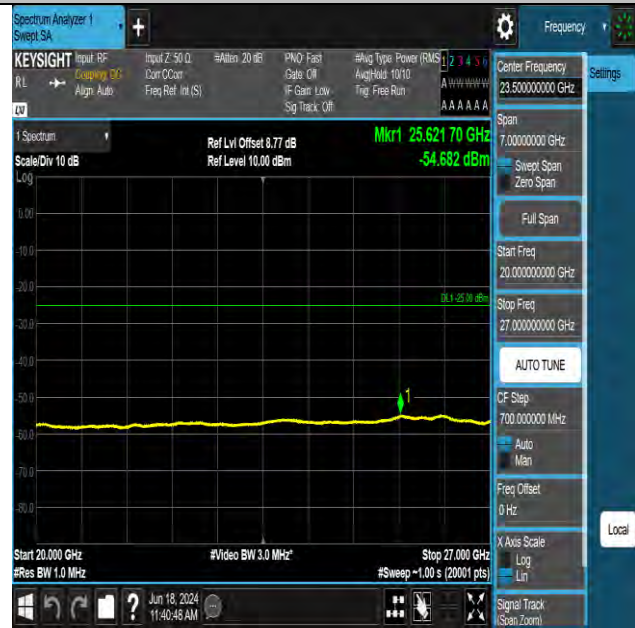 Spectrum Analyzer 1
Swept SA
+
Frequency
KEYSIGHT
RL
Input: RF
Coupling: DC
Align: Auto
Input Z: 50 Ω
Corr CCorr
Freq Ref: Int (S)
#Atten: 20 dB
PNO: Fast
Gate: Off
IF Gain: Low
Sig Track: Off
#Avg Type: Power (RMS
Avg|Hold: 10/10
Trig: Free Run
1 2 3 4 5 6
A W W W W W
A A A A A A
LXI
1 Spectrum
Scale/Div 10 dB
Log
Ref Lvl Offset 8.77 dB
Ref Level 10.00 dBm
Mkr1 25.621 70 GHz
-54.682 dBm
0.00
-10.0
-20.0
DL1 -25.00 dBm
-30.0
-40.0
-50.0
1
-60.0
-70.0
-80.0
Start 20.000 GHz
#Res BW 1.0 MHz
#Video BW 3.0 MHz*
Stop 27.000 GHz
#Sweep ~1.00 s (20001 pts)
Center Frequency
23.500000000 GHz
Settings
Span
7.00000000 GHz
Swept Span
Zero Span
Full Span
Start Freq
20.000000000 GHz
Stop Freq
27.000000000 GHz
AUTO TUNE
CF Step
700.000000 MHz
Auto
Man
Freq Offset
0 Hz
X Axis Scale
Log
Lin
Local
Signal Track
(Span Zoom)
?
Jun 18, 2024
11:40:46 AM